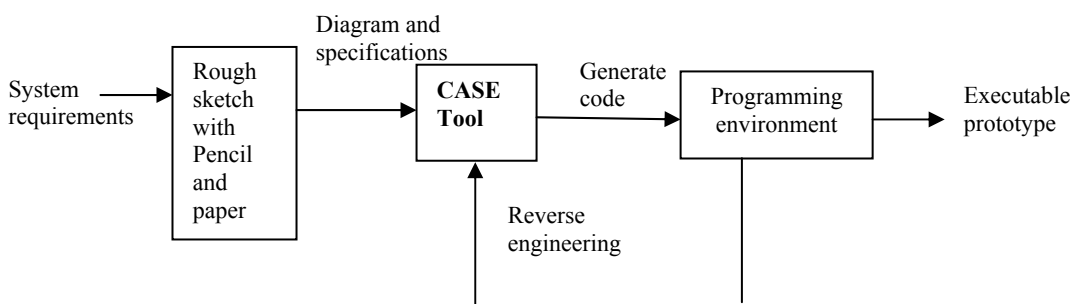 System
requirements
Rough
sketch
with
Pencil
and
paper
Diagram and
specifications
CASE
Tool
Generate
code
Programming
environment
Executable
prototype
Reverse
engineering